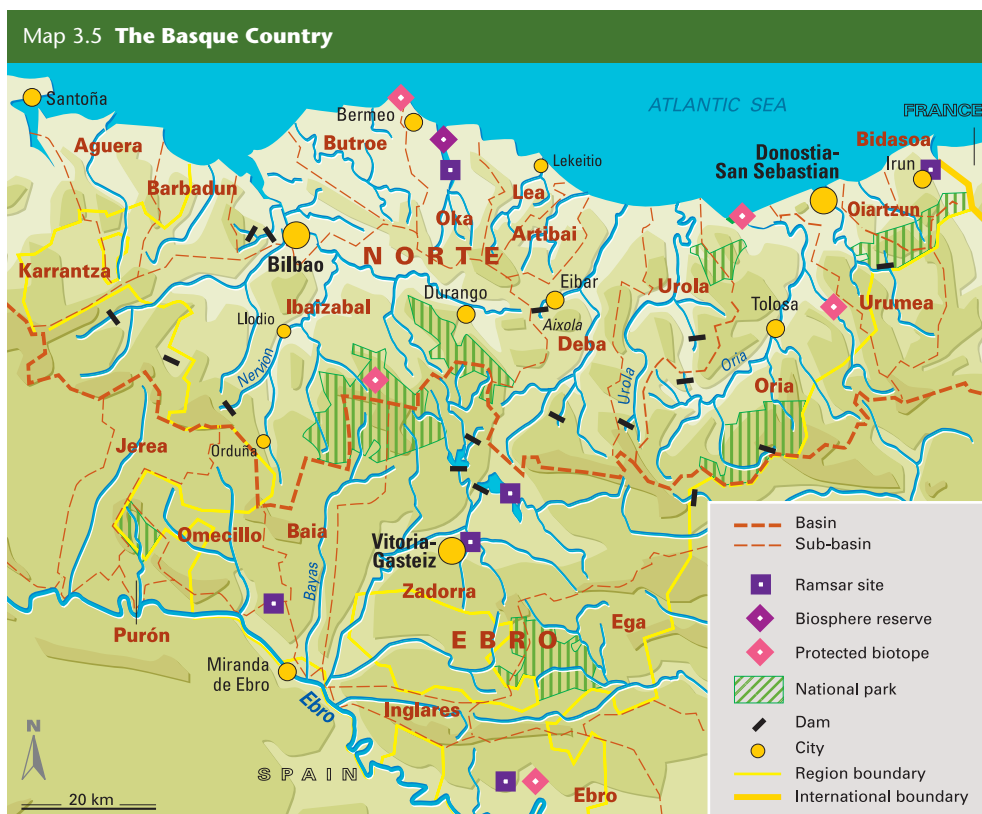 Map 3.5 The Basque Country
Santoña
ATLANTIC SEA
FRANCE
Bermeo
Aguera
Butroe
Bidasoa
Donostia-
San Sebastian
Irun
Lekeitio
Barbadun
Lea
Oka
Oiartzun
Artibai
NORTE
Bilbao
Karrantza
Ibaizabal
Durango
Eibar
Urola
Tolosa
Urumea
Llodio
Aixola
Deba
Nervion
Urola
Oria
Oria
Jerea
Orduña
Omecillo
Baia
Vitoria-
Gasteiz
Bayas
Zadorra
Purón
EBRO
Ega
Miranda
de Ebro
Ebro
Inglares
SPAIN
Ebro
N
20 km
Basin
Sub-basin
Ramsar site
Biosphere reserve
Protected biotope
National park
Dam
City
Region boundary
International boundary